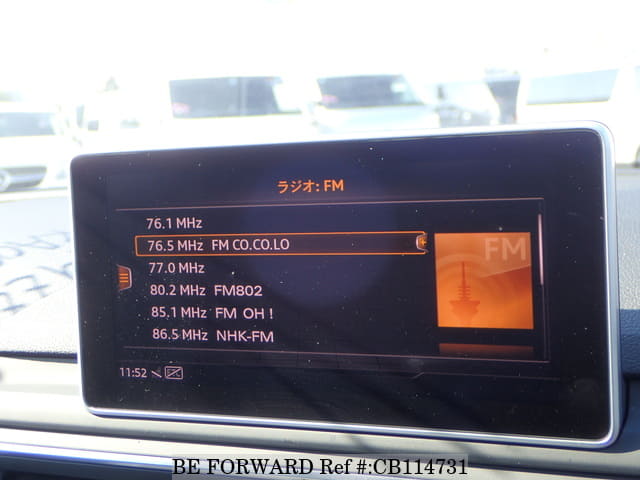 ラジオ: FM
76.1 MHz
76.5 MHz FM CO.CO.LO
77.0 MHz
80.2 MHz FM802
85.1 MHz FM OH !
86.5 MHz NHK-FM
FM
11:52
BE FORWARD Ref #:CB114731